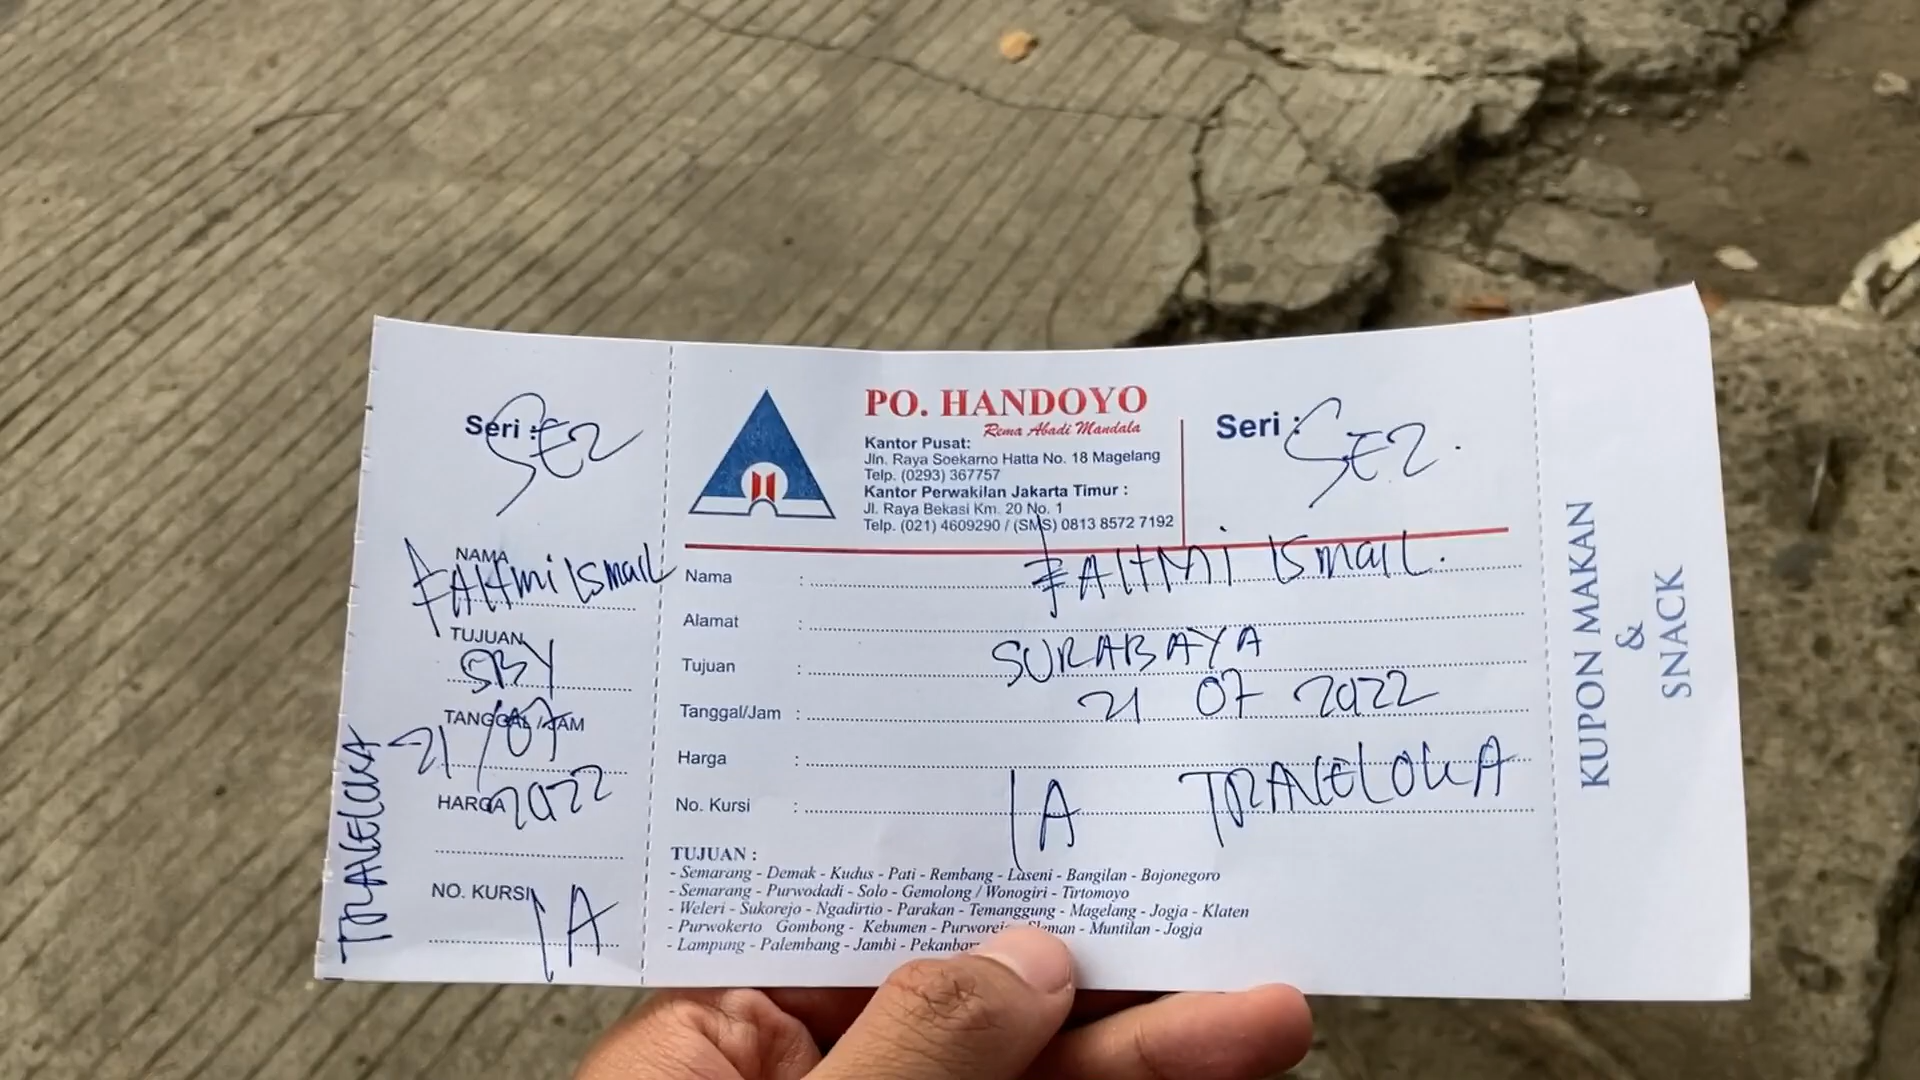 Seri : SE2
NAMA
FAHMI ISMAIL
TUJUAN
SBY
TANGGAL / JAM
21/07
2022
HARGA
NO. KURSI
1A
TRAVELOKA
PO. HANDOYO
Rema Abadi Mandala
Kantor Pusat:
Jln. Raya Soekarno Hatta No. 18 Magelang
Telp. (0293) 367757
Kantor Perwakilan Jakarta Timur :
Jl. Raya Bekasi Km. 20 No. 1
Telp. (021) 4609290 / (SMS) 0813 8572 7192
Seri : SE2.
Nama : FAHMI ISMAIL.
Alamat :
Tujuan : SURABAYA
Tanggal/Jam : 21 07 2022
Harga :
No. Kursi : 1A TRAVELOKA
TUJUAN :
- Semarang - Demak - Kudus - Pati - Rembang - Laseni - Bangilan - Bojonegoro
- Semarang - Purwodadi - Solo - Gemolong / Wonogiri - Tirtomoyo
- Weleri - Sukorejo - Ngadirtio - Parakan - Temanggung - Magelang - Jogja - Klaten
- Purwokerto Gombong - Kebumen - Purworejo - Sleman - Muntilan - Jogja
- Lampung - Palembang - Jambi -
KUPON MAKAN
&
SNACK